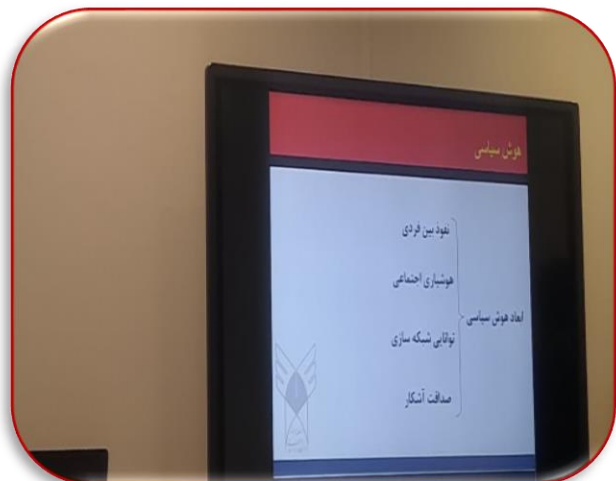 هوش سیاسی
نفوذ بین فردی
هوشیاری اجتماعی
ابعاد هوش سیاسی
توانایی شبکه سازی
صداقت آشکار